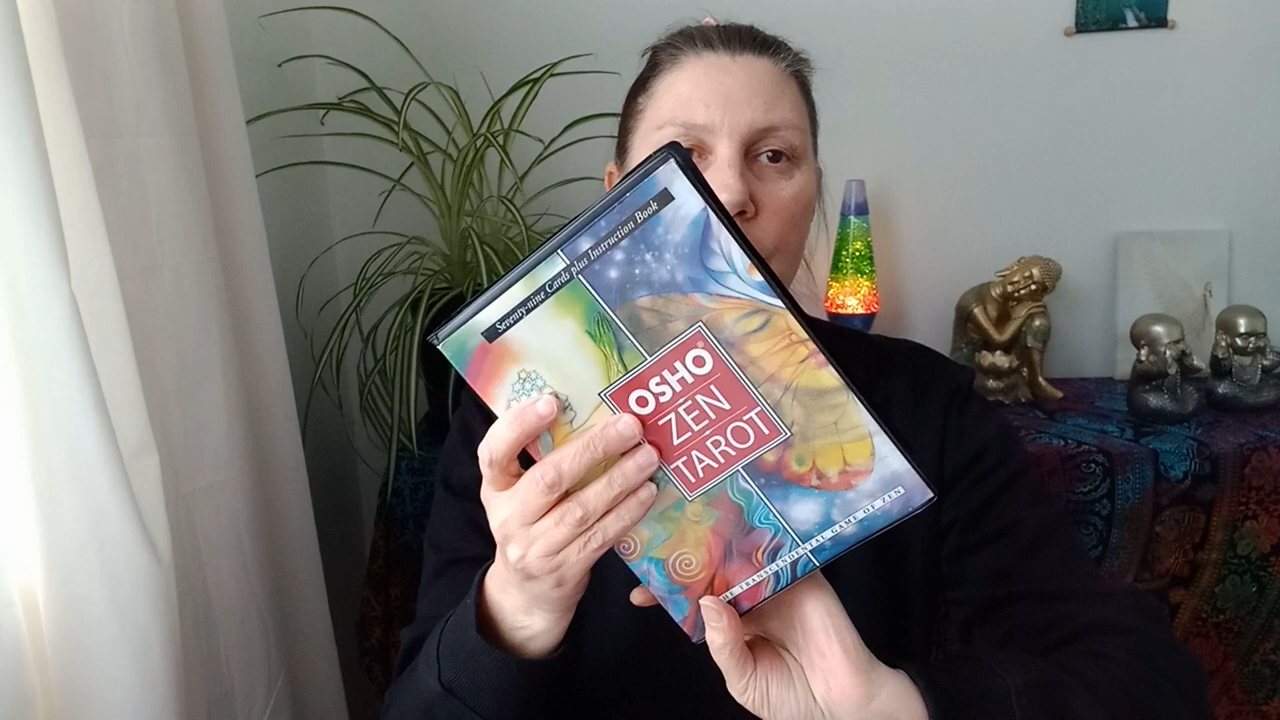 Seventy-nine Cards plus Instruction Book
OSHO®
ZEN
TAROT
THE TRANSCENDENTAL GAME OF ZEN